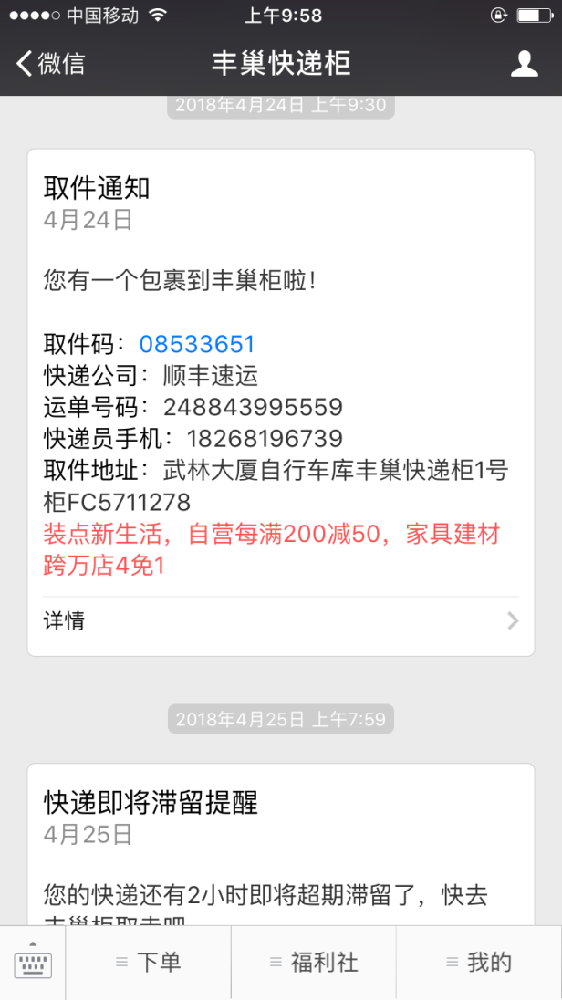 中国移动 上午9:58
微信 丰巢快递柜
2018年4月24日 上午9:30
取件通知
4月24日
您有一个包裹到丰巢柜啦！
取件码：08533651
快递公司：顺丰速运
运单号码：248843995559
快递员手机：18268196739
取件地址：武林大厦自行车库丰巢快递柜1号
柜FC5711278
装点新生活，自营每满200减50，家具建材
跨万店4免1
详情
2018年4月25日 上午7:59
快递即将滞留提醒
4月25日
您的快递还有2小时即将超期滞留了，快去
丰巢柜取走吧
下单 福利社 我的